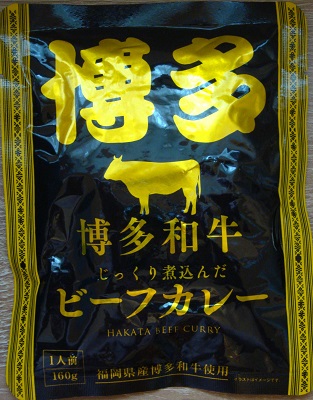 博多
博多和牛
じっくり煮込んだ
ビーフカレー
HAKATA BEEF CURRY
1人前
160g
福岡県産博多和牛使用